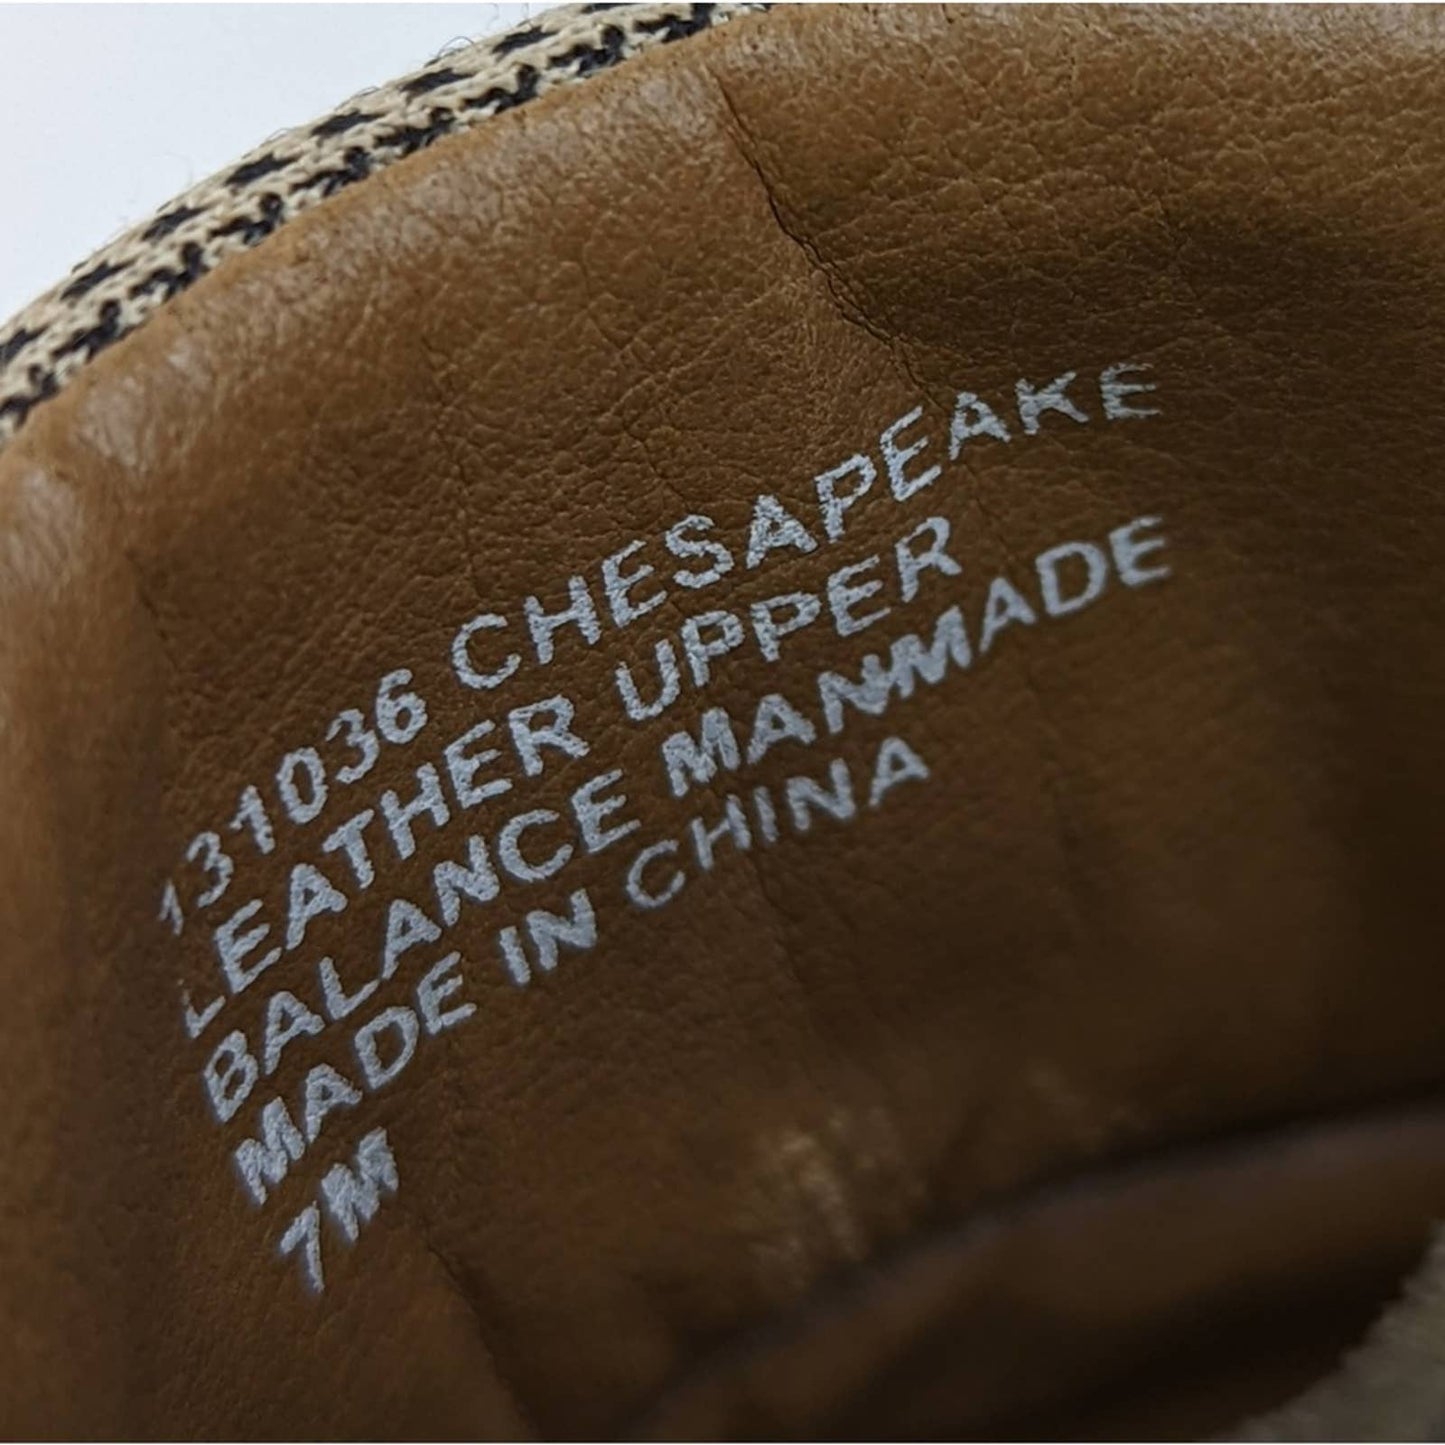 131036 CHESAPEAKE
LEATHER UPPER
BALANCE MANMADE
MADE IN CHINA
7M